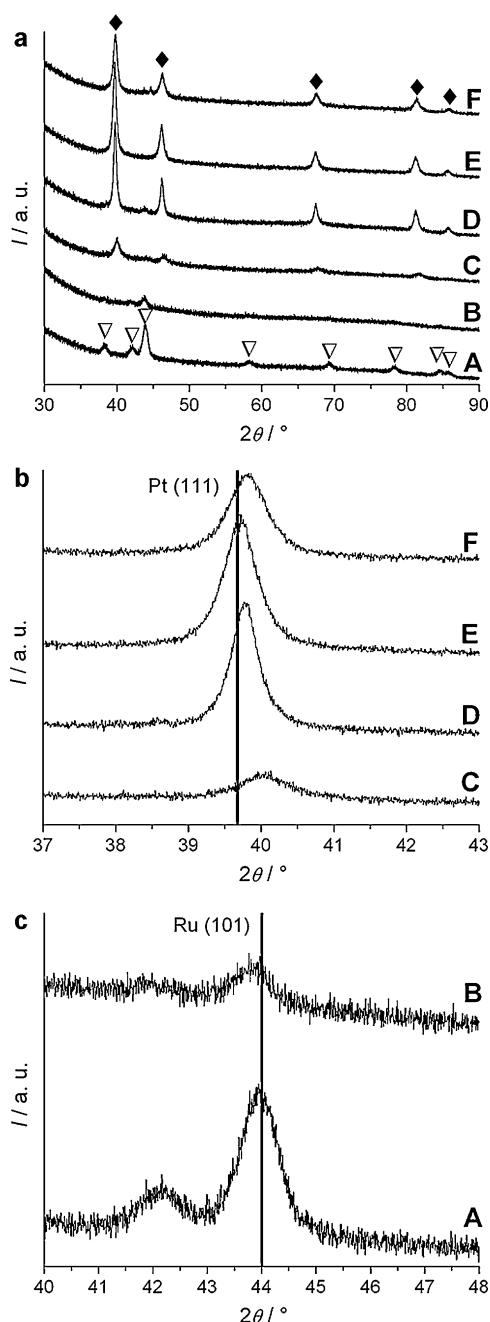 a
F
E
D
C
B
A
I / a. u.
30 40 50 60 70 80 90
2θ / °
b
Pt (111)
F
E
D
C
I / a. u.
37 38 39 40 41 42 43
2θ / °
c
Ru (101)
B
A
I / a. u.
40 41 42 43 44 45 46 47 48
2θ / °